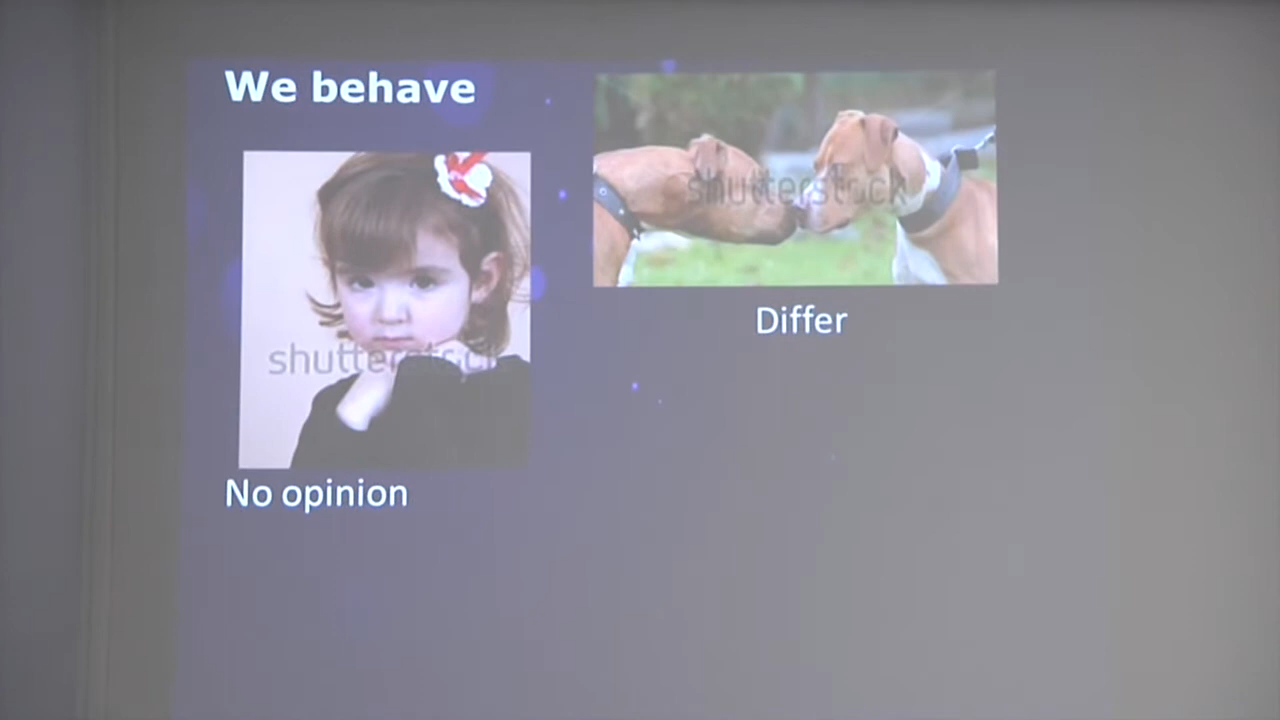 We behave
shutterstock
Differ
shutterstock
No opinion